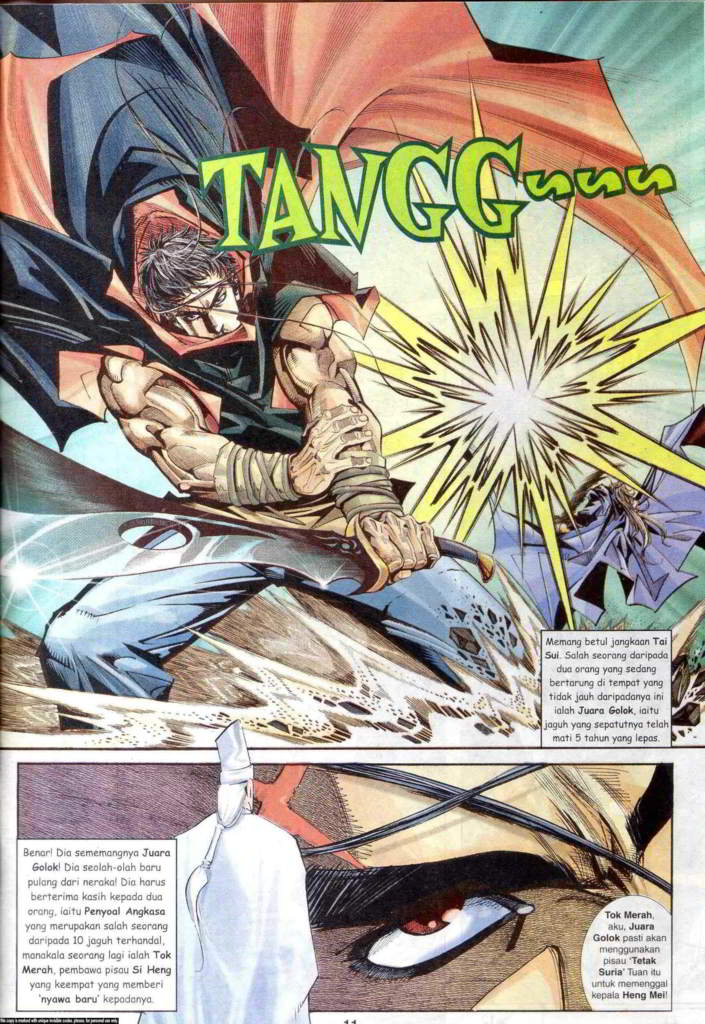 TANGGnnn
Memang betul jangkaan Tai
Sui. Salah seorang daripada
dua orang yang sedang
bertarung di tempat yang
tidak jauh daripadanya ini
ialah Juara Golok, iaitu
jaguh yang sepatutnya telah
mati 5 tahun yang lepas.
Benar! Dia sememangnya Juara
Golok! Dia seolah-olah baru
pulang dari neraka! Dia harus
berterima kasih kepada dua
orang, iaitu Penyoal Angkasa
yang merupakan salah seorang
daripada 10 jaguh terhandal,
manakala seorang lagi ialah Tok
Merah, pembawa pisau Si Heng
yang keempat yang memberi
'nyawa baru' kepadanya.
Tok Merah,
aku, Juara
Golok pasti akan
menggunakan
pisau 'Tetak
Suria' Tuan itu
untuk memenggal
kepala Heng Mei!
11